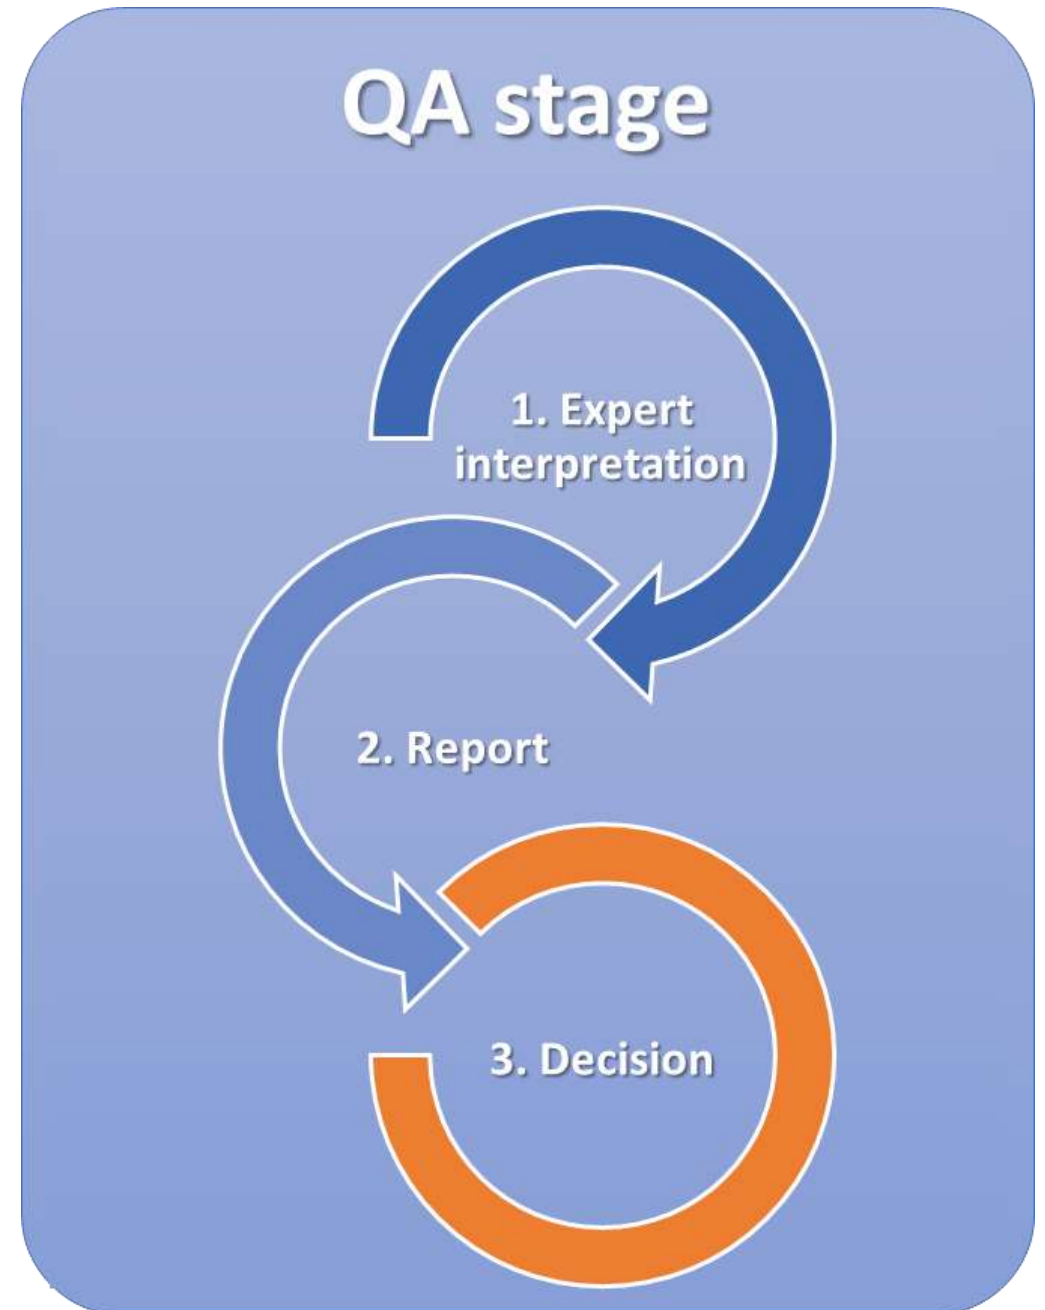 QA stage
1. Expert
interpretation
2. Report
3. Decision